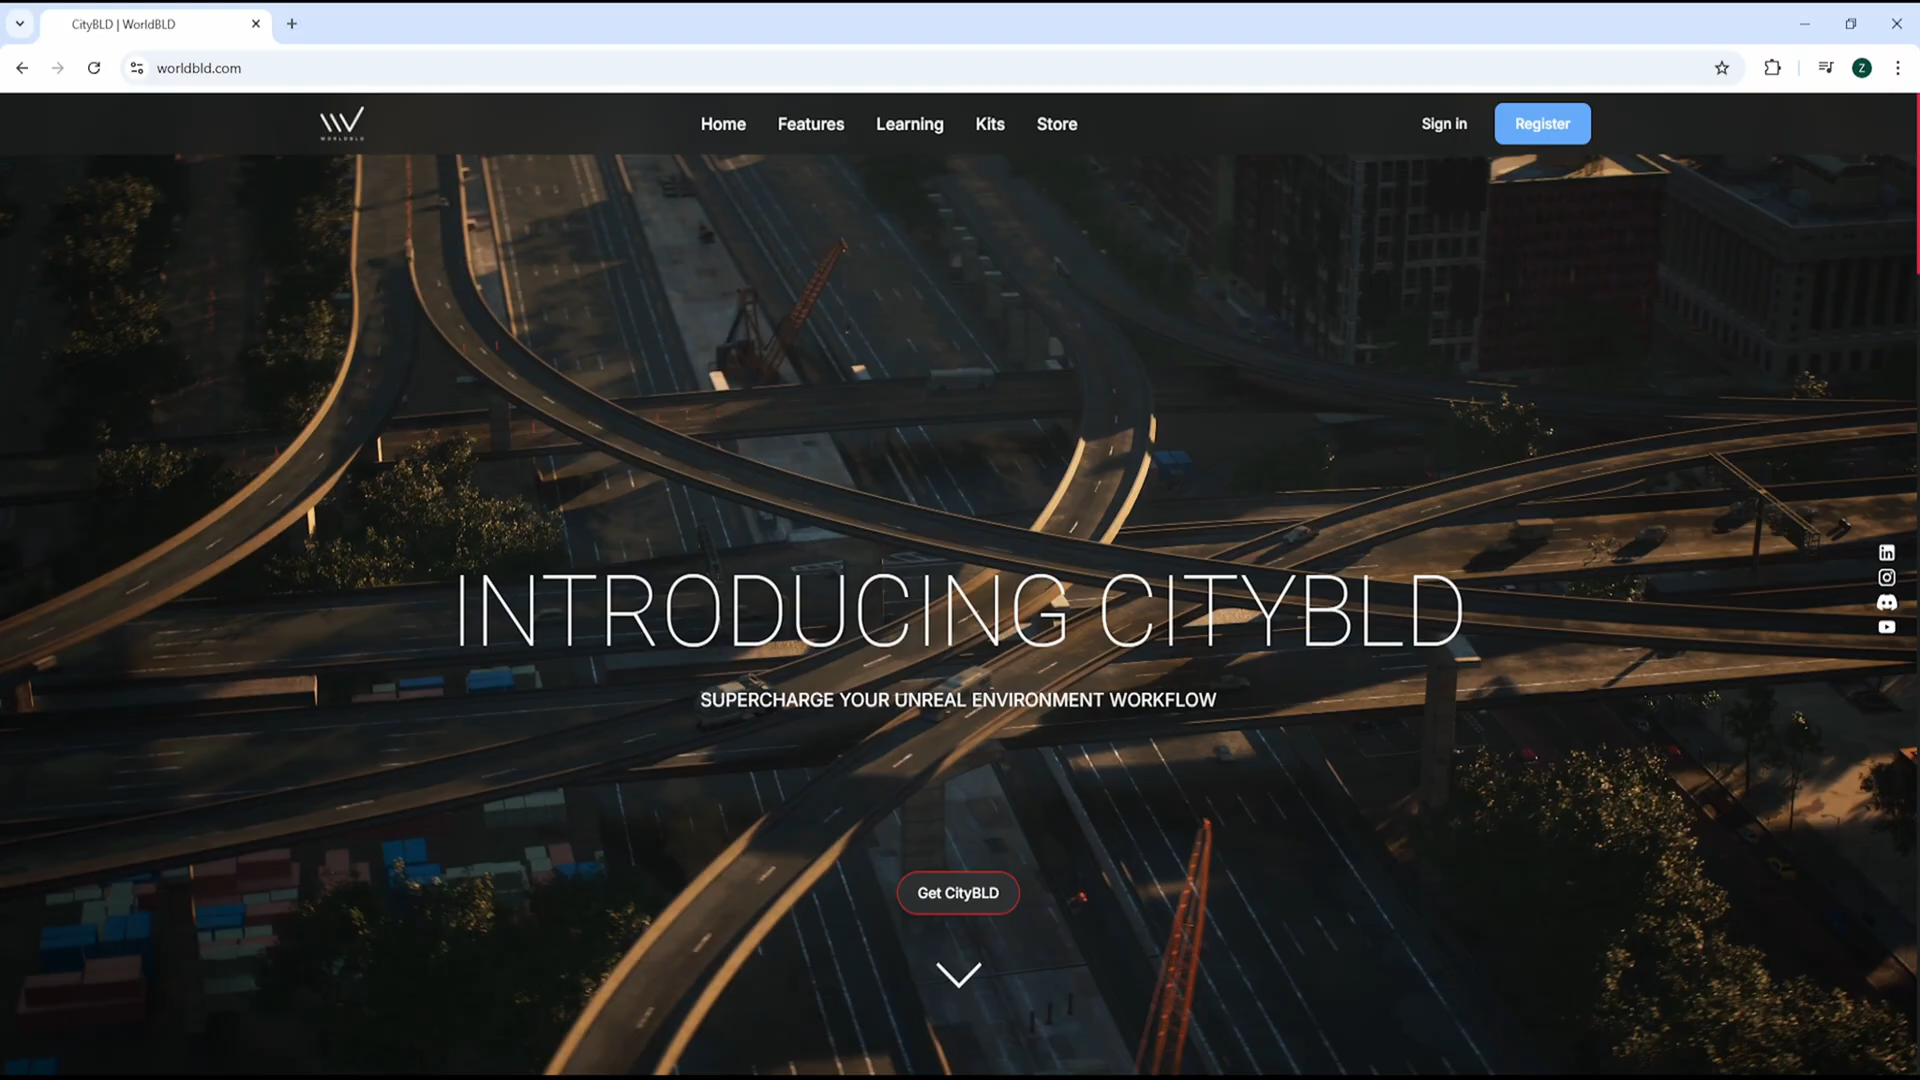 CityBLD | WorldBLD
worldbld.com
Z
WORLDBLD
Home Features Learning Kits Store
Sign in Register
INTRODUCING CITYBLD
SUPERCHARGE YOUR UNREAL ENVIRONMENT WORKFLOW
Get CityBLD